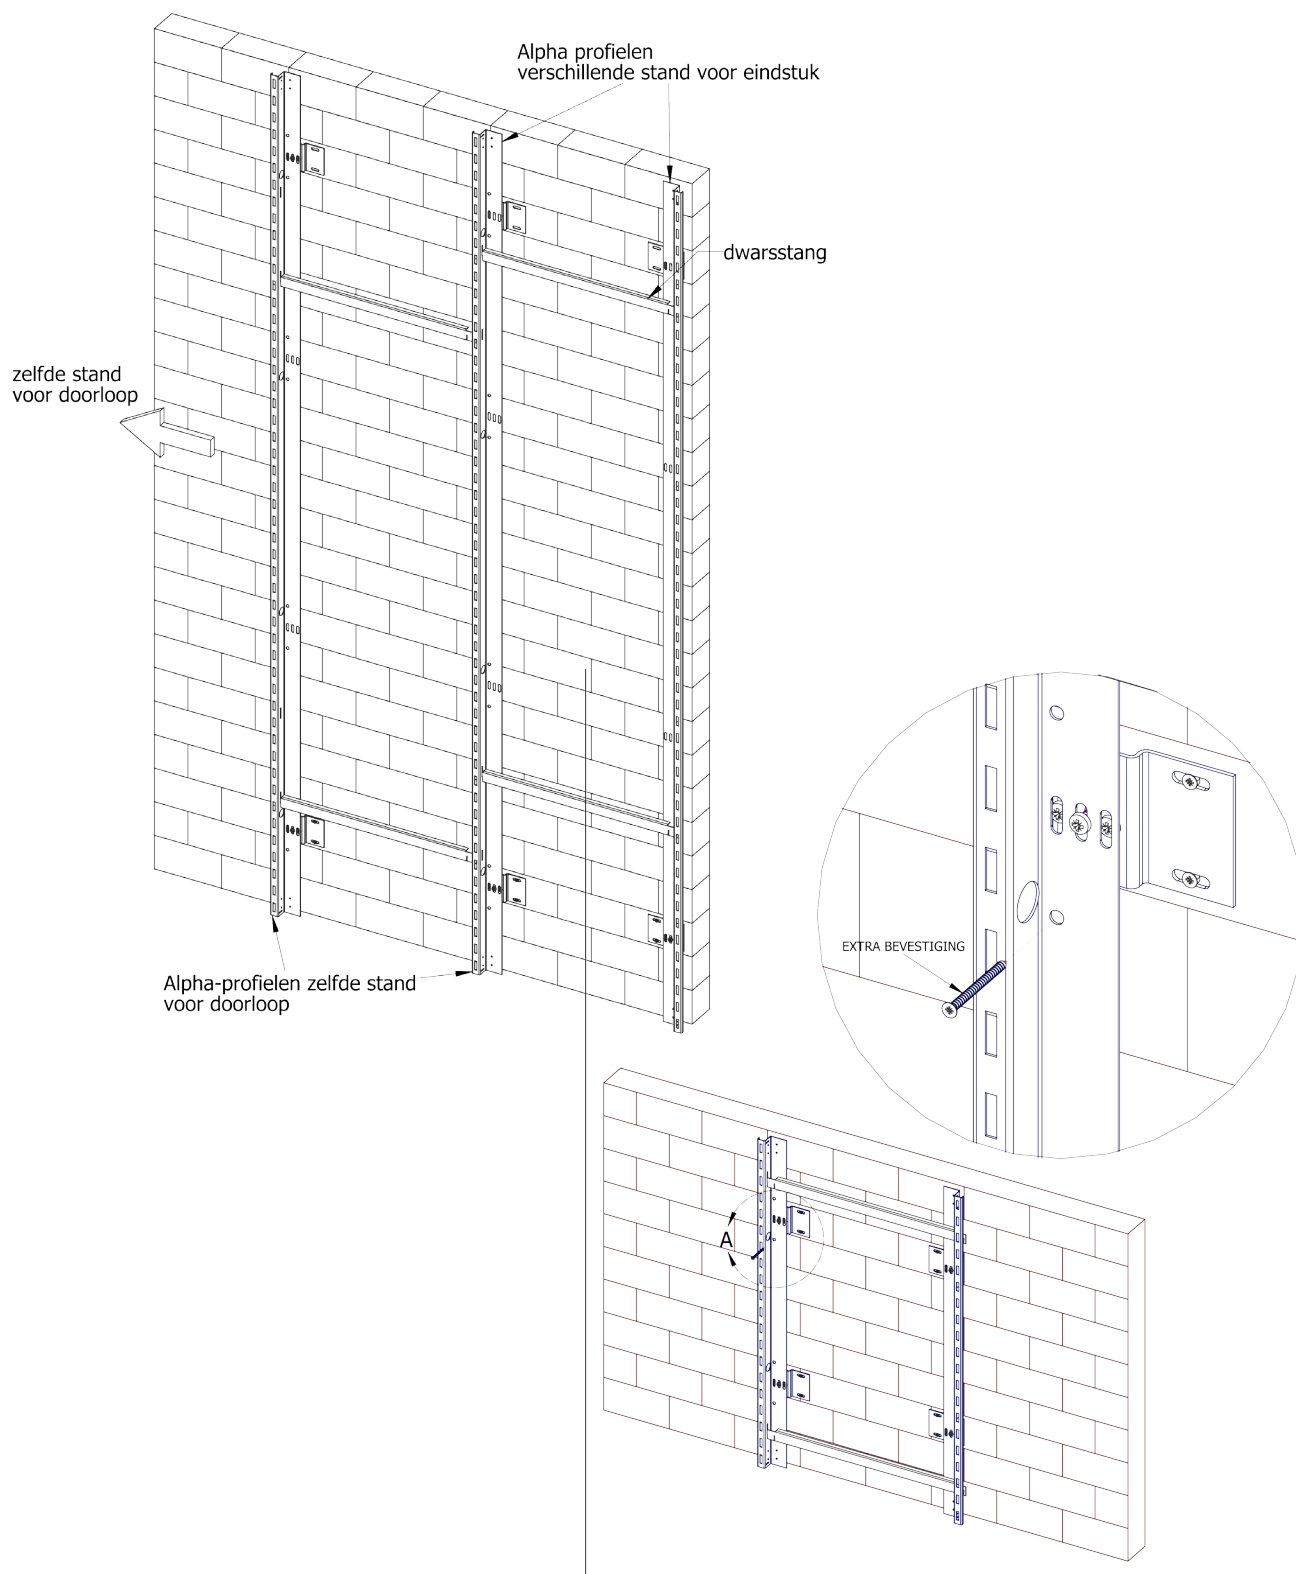 Alpha profielen
verschillende stand voor eindstuk
dwarsstang
zelfde stand
voor doorloop
Alpha-profielen zelfde stand
voor doorloop
EXTRA BEVESTIGING
A